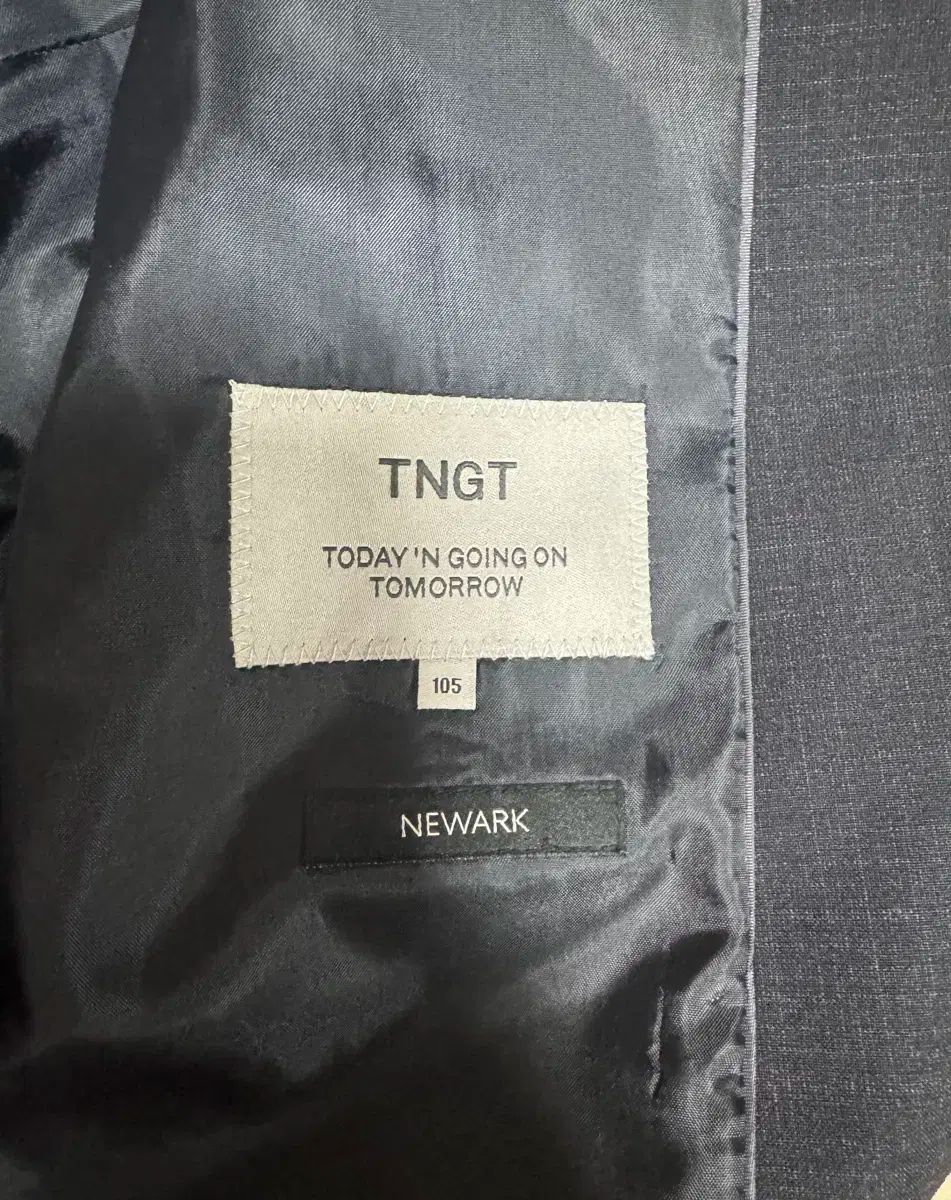 TNGT
TODAY 'N GOING ON
TOMORROW
105
NEWARK